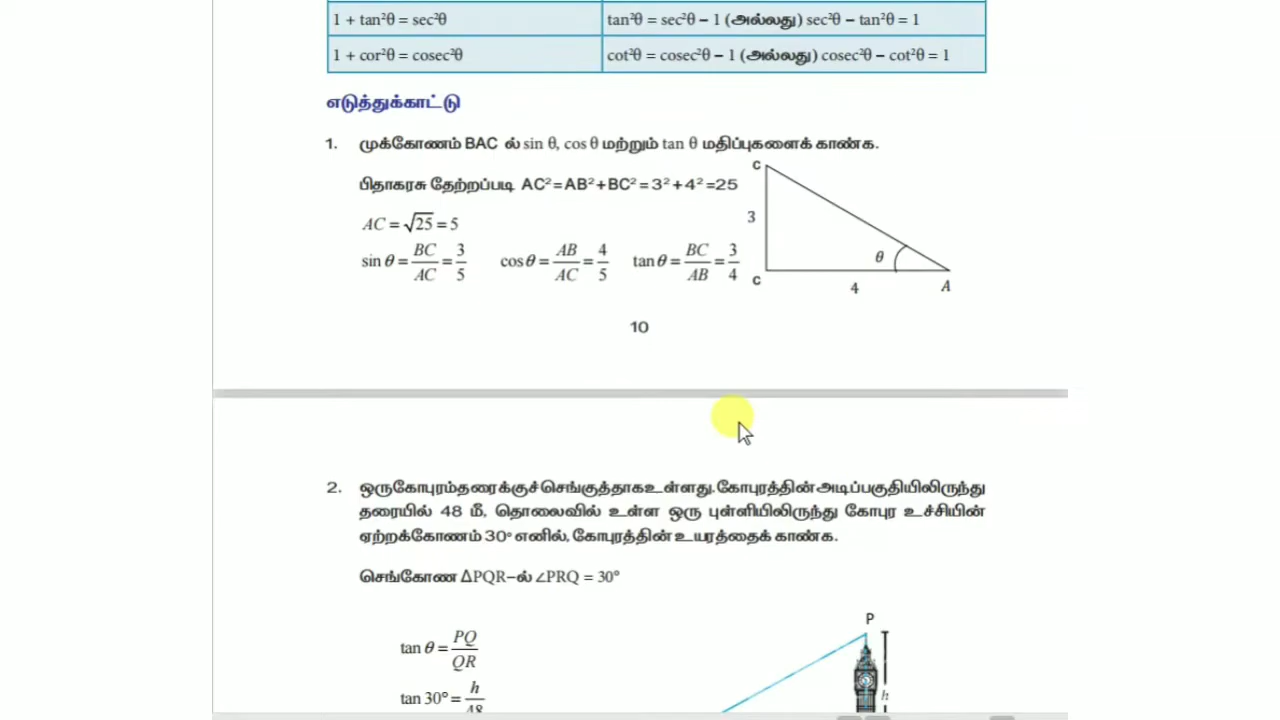 1 + tan²θ = sec²θ
tan²θ = sec²θ – 1 (அல்லது) sec²θ – tan²θ = 1
1 + cor²θ = cosec²θ
cot²θ = cosec²θ – 1 (அல்லது) cosec²θ – cot²θ = 1
எடுத்துக்காட்டு
1. முக்கோணம் BAC ல் sin θ, cos θ மற்றும் tan θ மதிப்புகளைக் காண்க.
பிதாகரசு தேற்றப்படி AC²=AB²+BC²=3²+4²=25
AC = √25 = 5
sin θ = BC/AC = 3/5 cos θ = AB/AC = 4/5 tan θ = BC/AB = 3/4
C
3
θ
C
4
A
10
2. ஒருகோபுரம்தரைக்குச்செங்குத்தாகஉள்ளது.கோபுரத்தின்அடிப்பகுதியிலிருந்து
தரையில் 48 மீ, தொலைவில் உள்ள ஒரு புள்ளியிலிருந்து கோபுர உச்சியின்
ஏற்றக்கோணம் 30° எனில், கோபுரத்தின் உயரத்தைக் காண்க.
செங்கோண ΔPQR–ல் ∠PRQ = 30°
tan θ = PQ/QR
tan 30° = h/48
P
h